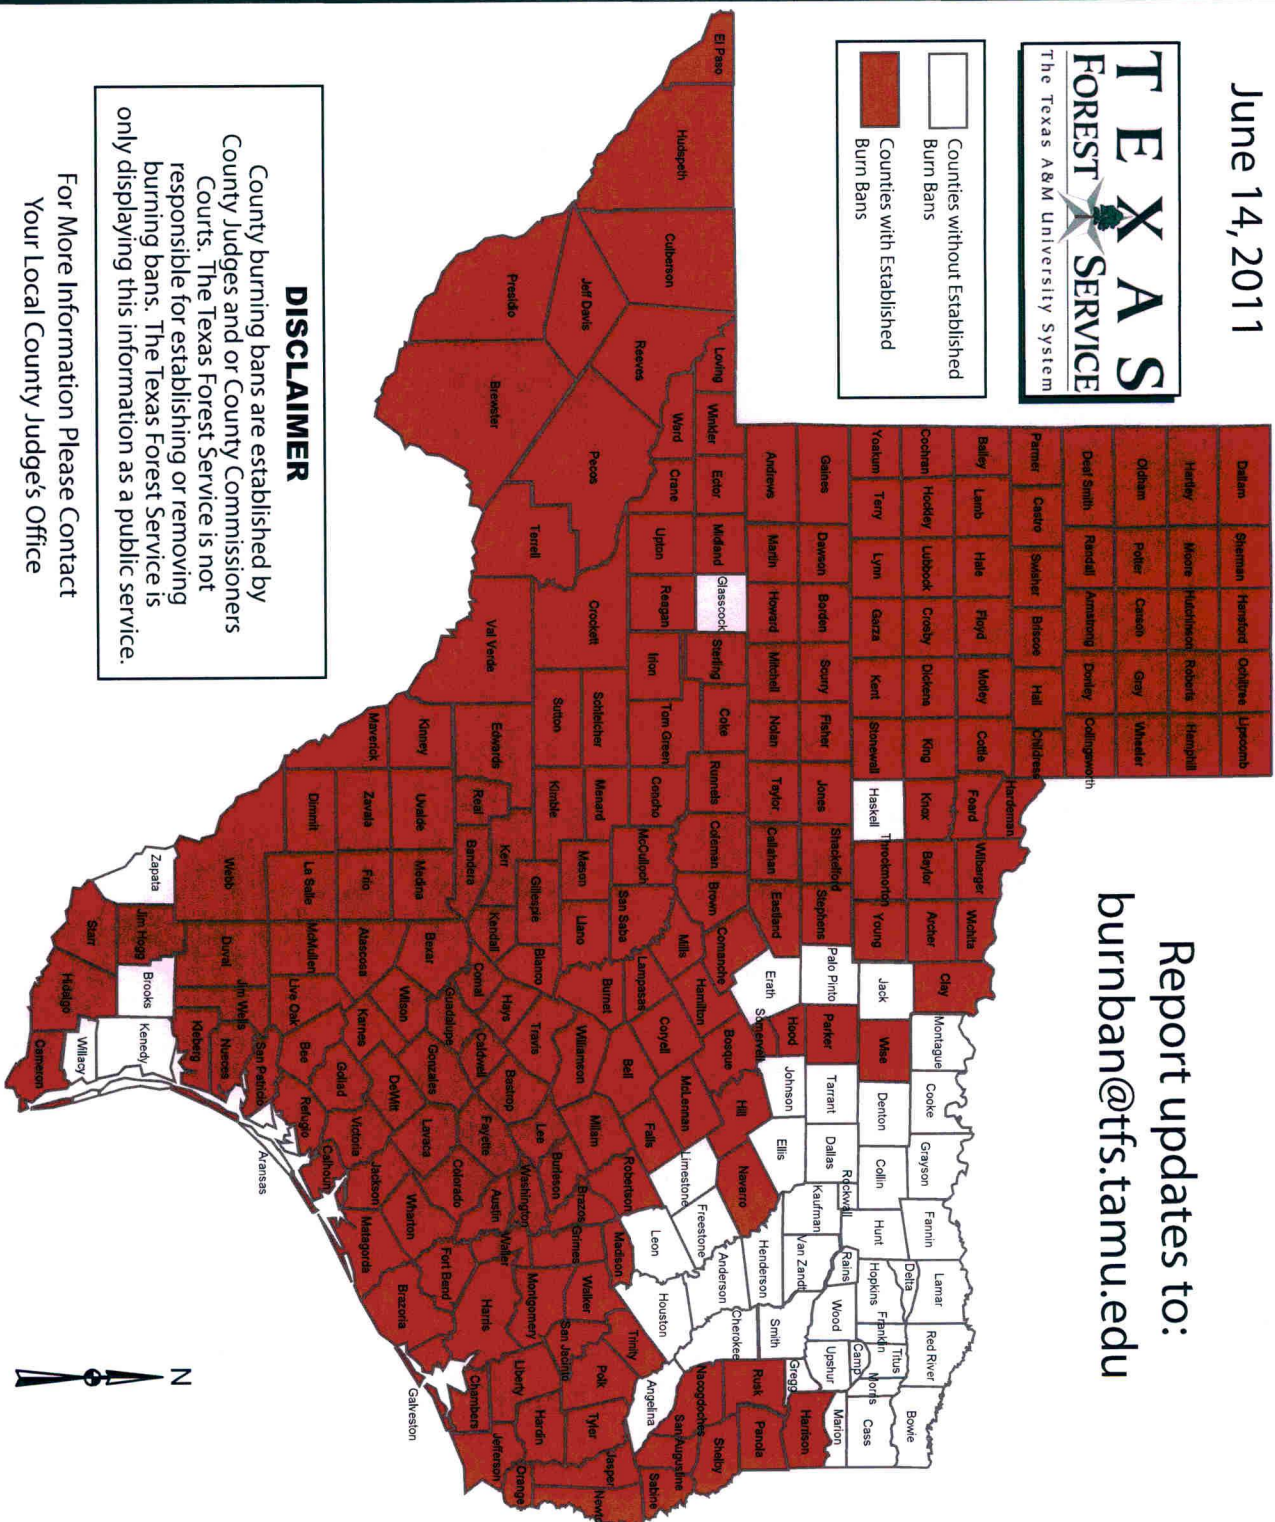 June 14, 2011
Report updates to:
burnban@tfs.tamu.edu
TEXAS
FOREST SERVICE
The Texas A&M University System
Counties without Established
Burn Bans
Counties with Established
Burn Bans
Dallam
Sherman
Hansford
Ochiltree
Lipscomb
Hartley
Moore
Hutchinson
Roberts
Hemphill
Oldham
Potter
Carson
Gray
Wheeler
Deaf Smith
Randall
Armstrong
Donley
Collingsworth
Parmer
Castro
Swisher
Briscoe
Hall
Childress
Hardeman
Bailey
Lamb
Hale
Floyd
Motley
Cottle
Foard
Wilbarger
Wichita
Clay
Montague
Cooke
Grayson
Fannin
Lamar
Red River
Bowie
Cochran
Hockley
Lubbock
Crosby
Dickens
King
Knox
Baylor
Archer
Yoakum
Terry
Lynn
Garza
Kent
Stonewall
Haskell
Throckmorton
Young
Jack
Wise
Denton
Collin
Hunt
Delta
Hopkins
Franklin
Titus
Camp
Morris
Cass
Gaines
Dawson
Borden
Scurry
Fisher
Jones
Shackelford
Stephens
Palo Pinto
Parker
Tarrant
Dallas
Rockwall
Kaufman
Van Zandt
Rains
Wood
Upshur
Marion
Gregg
Harrison
Andrews
Martin
Howard
Mitchell
Nolan
Taylor
Callahan
Eastland
Erath
Somervell
Hood
Johnson
Ellis
Henderson
Smith
Rusk
Panola
El Paso
Hudspeth
Culberson
Loving
Winkler
Ector
Midland
Glasscock
Sterling
Coke
Runnels
Coleman
Brown
Comanche
Bosque
Hill
Navarro
Freestone
Anderson
Cherokee
Nacogdoches
Shelby
Jeff Davis
Reeves
Ward
Crane
Upton
Reagan
Irion
Tom Green
Concho
McCulloch
San Saba
Mills
Lampasas
Hamilton
Coryell
McLennan
Falls
Limestone
Leon
Houston
Trinity
Angelina
San Augustine
Sabine
Presidio
Brewster
Pecos
Terrell
Crockett
Schleicher
Sutton
Menard
Kimble
Mason
Llano
Burnet
Williamson
Bell
Milam
Robertson
Brazos
Madison
Grimes
Walker
San Jacinto
Polk
Tyler
Jasper
Newto
Val Verde
Edwards
Real
Kerr
Bandera
Gillespie
Kendall
Blanco
Comal
Hays
Travis
Caldwell
Bastrop
Lee
Burleson
Washington
Fayette
Austin
Waller
Montgomery
Harris
Liberty
Hardin
Chambers
Jefferson
Orange
Kinney
Maverick
Uvalde
Zavala
Dimmit
Medina
Frio
La Salle
Bexar
Atascosa
McMullen
Guadalupe
Wilson
Karnes
Live Oak
Gonzales
DeWitt
Goliad
Bee
Lavaca
Victoria
Refugio
Colorado
Jackson
Calhoun
Wharton
Matagorda
Fort Bend
Brazoria
Galveston
Aransas
Webb
Duval
Jim Wells
San Patricio
Nueces
Kleberg
Zapata
Jim Hogg
Brooks
Kenedy
Starr
Hidalgo
Willacy
Cameron
N
DISCLAIMER
County burning bans are established by
County Judges and or County Commissioners
Courts. The Texas Forest Service is not
responsible for establishing or removing
burning bans. The Texas Forest Service is
only displaying this information as a public service.
For More Information Please Contact
Your Local County Judge's Office